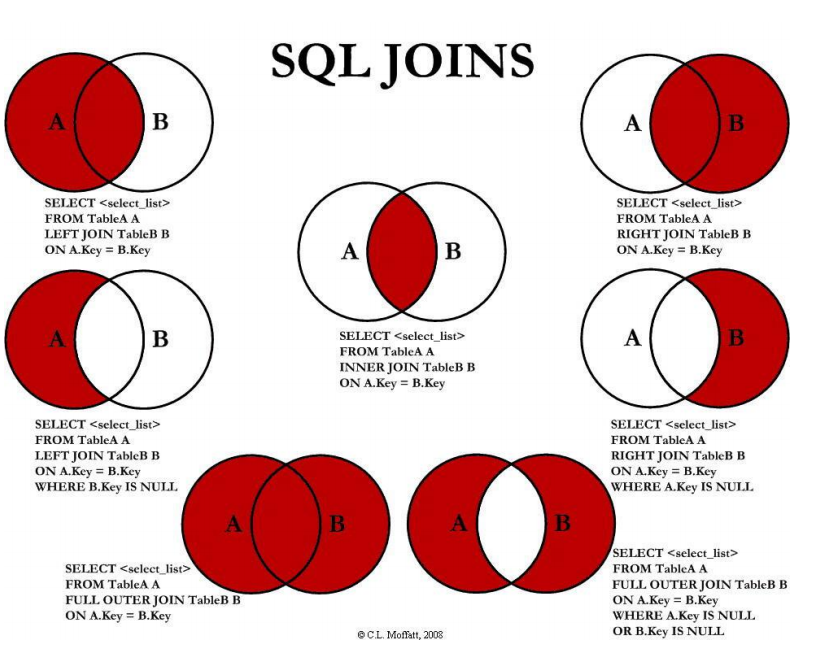 SQL JOINS
A B
SELECT <select_list>
FROM TableA A
LEFT JOIN TableB B
ON A.Key = B.Key
A B
SELECT <select_list>
FROM TableA A
RIGHT JOIN TableB B
ON A.Key = B.Key
A B
SELECT <select_list>
FROM TableA A
INNER JOIN TableB B
ON A.Key = B.Key
A B
SELECT <select_list>
FROM TableA A
LEFT JOIN TableB B
ON A.Key = B.Key
WHERE B.Key IS NULL
A B
SELECT <select_list>
FROM TableA A
RIGHT JOIN TableB B
ON A.Key = B.Key
WHERE A.Key IS NULL
A B
SELECT <select_list>
FROM TableA A
FULL OUTER JOIN TableB B
ON A.Key = B.Key
A B
SELECT <select_list>
FROM TableA A
FULL OUTER JOIN TableB B
ON A.Key = B.Key
WHERE A.Key IS NULL
OR B.Key IS NULL
© C.L. Moffatt, 2008